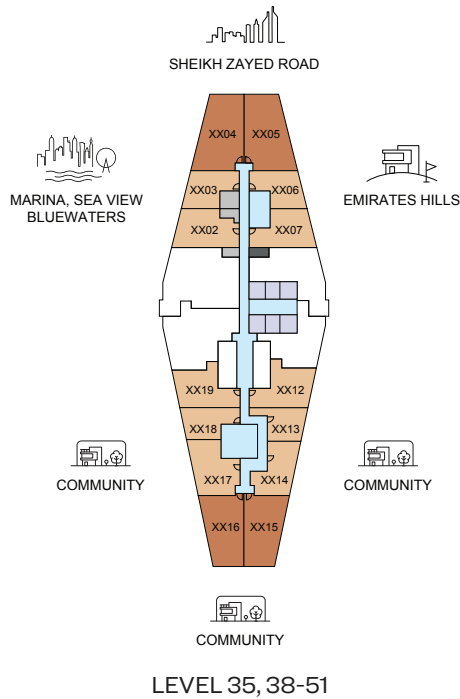 SHEIKH ZAYED ROAD
XX04 XX05
MARINA, SEA VIEW
BLUEWATERS
XX03 XX06
EMIRATES HILLS
XX02 XX07
XX19 XX12
XX18 XX13
COMMUNITY
COMMUNITY
XX17 XX14
XX16 XX15
COMMUNITY
LEVEL 35, 38-51